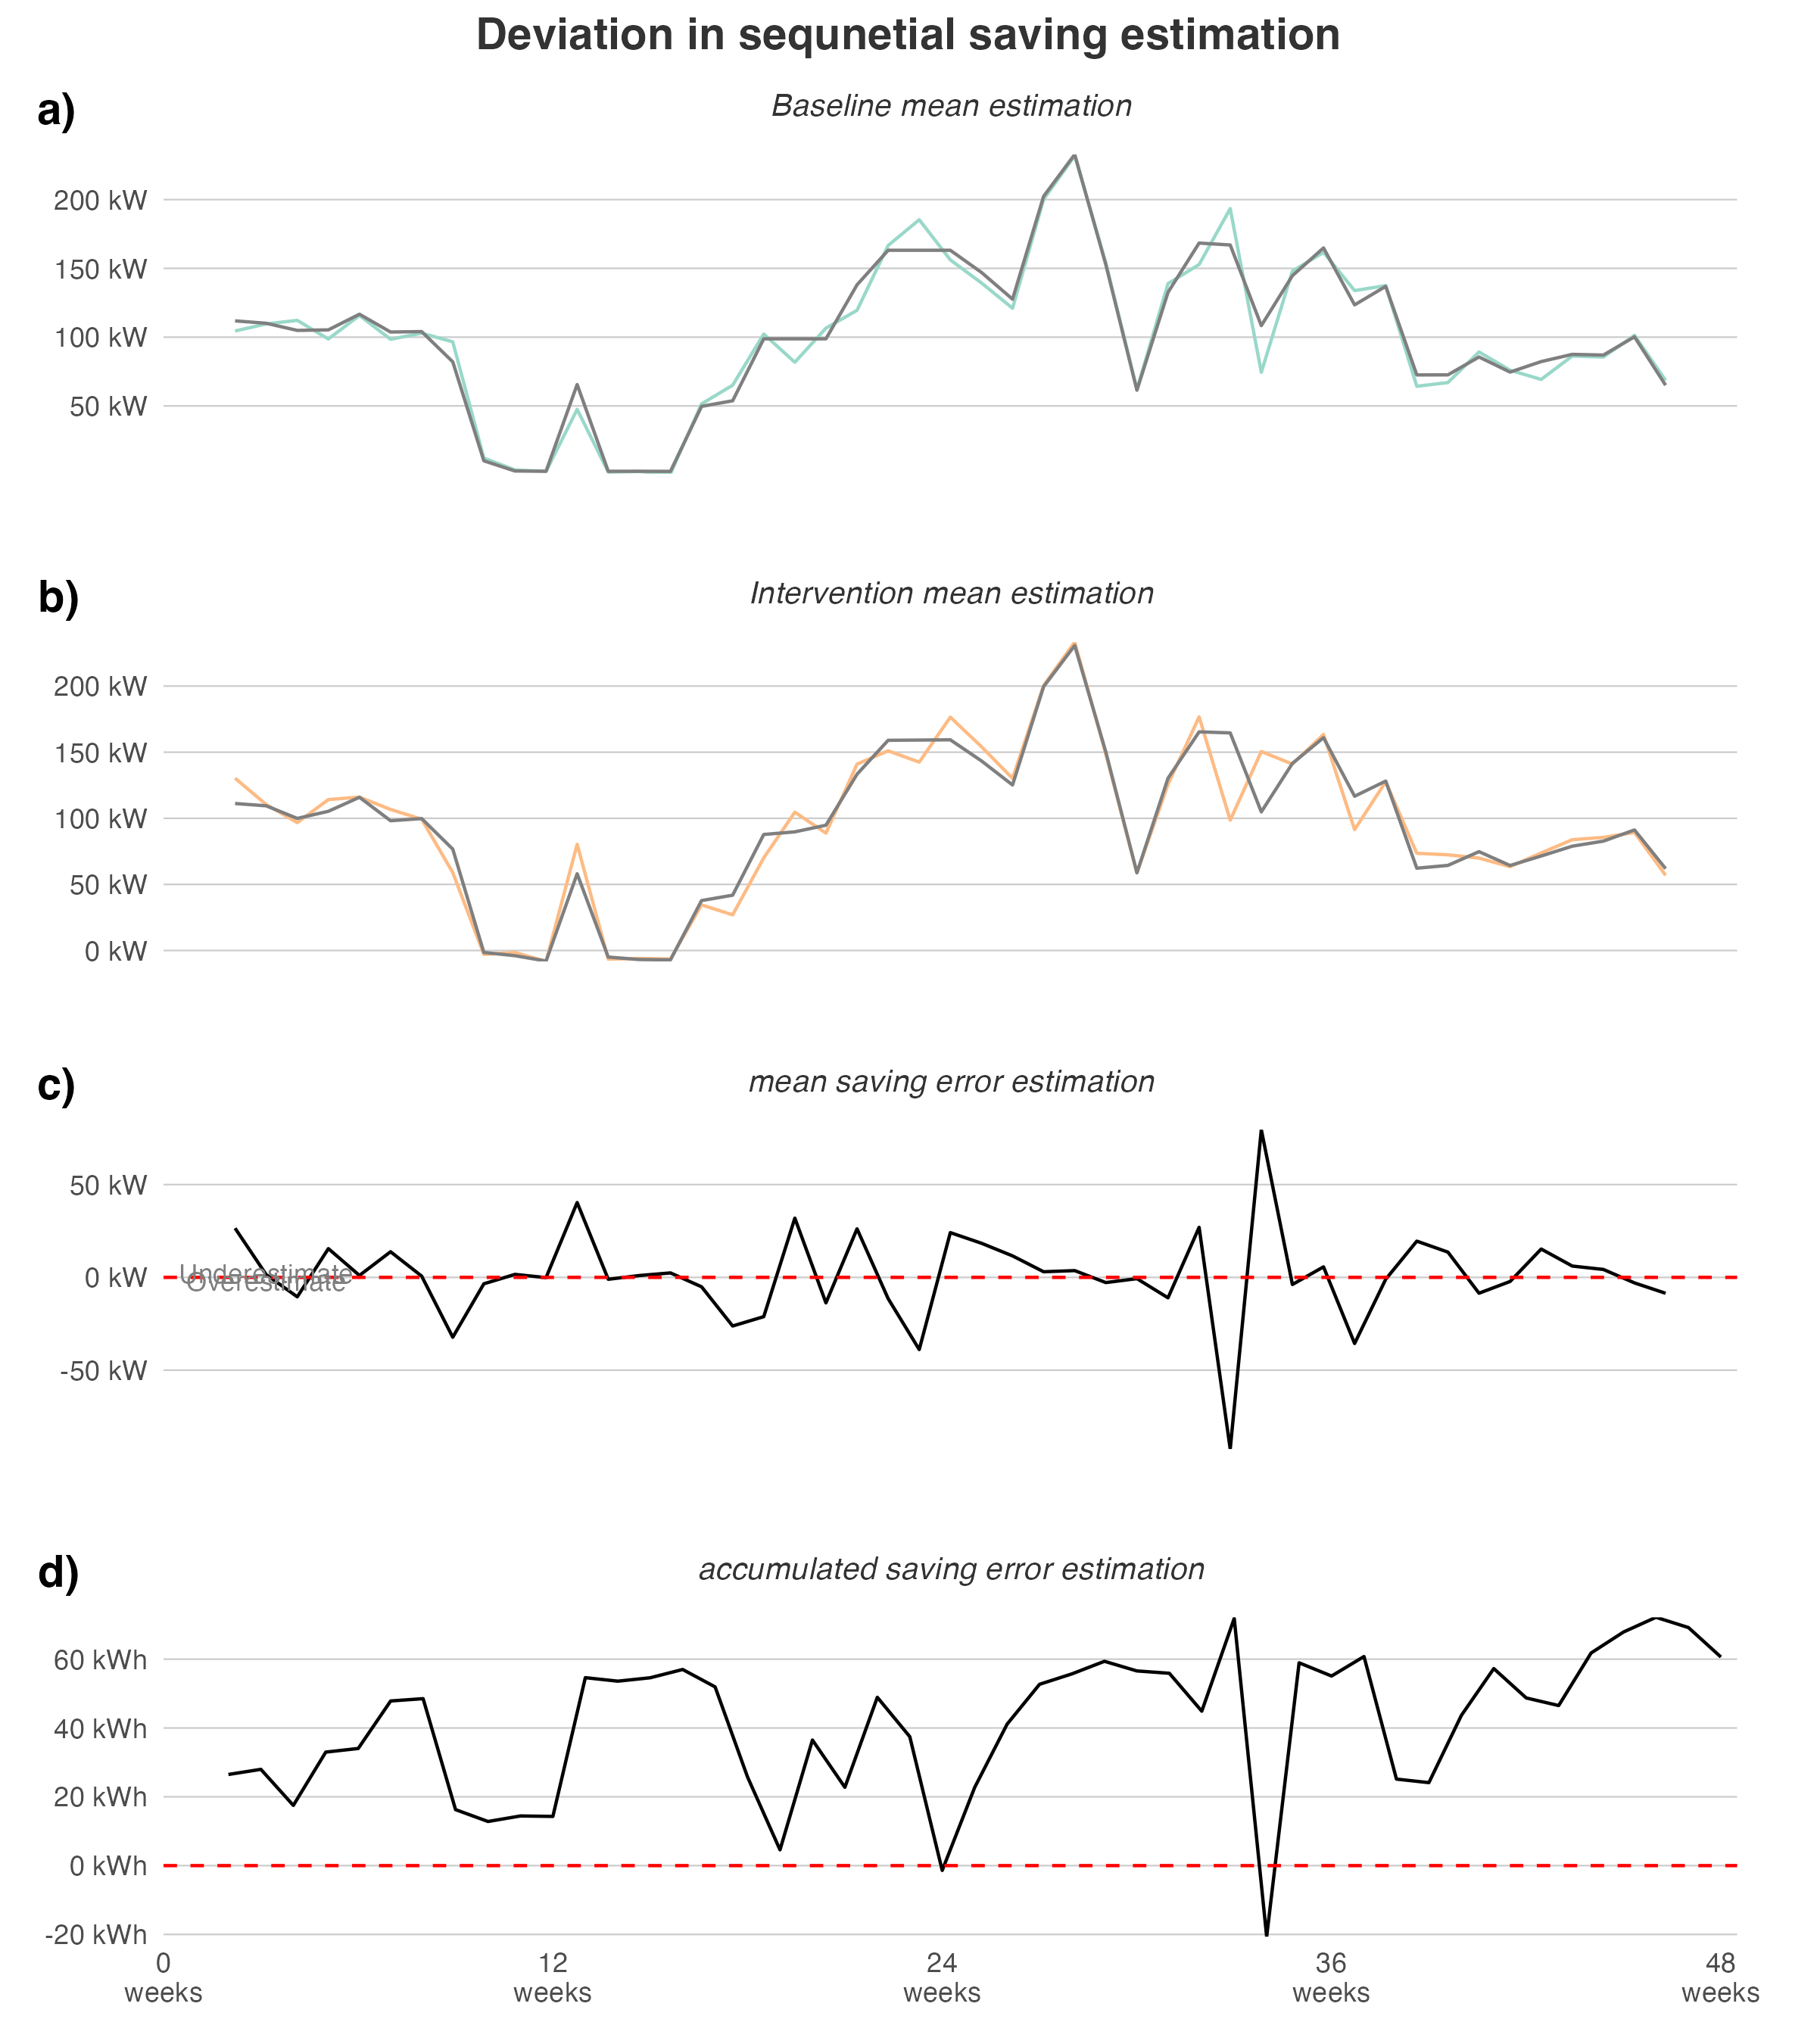 Deviation in sequnetial saving estimation
a)
Baseline mean estimation
200 kW
150 kW
100 kW
50 kW
b)
Intervention mean estimation
200 kW
150 kW
100 kW
50 kW
0 kW
c)
mean saving error estimation
50 kW
0 kW
-50 kW
Underestimate
Overestimate
d)
accumulated saving error estimation
60 kWh
40 kWh
20 kWh
0 kWh
-20 kWh
0 12 24 36 48
weeks weeks weeks weeks weeks